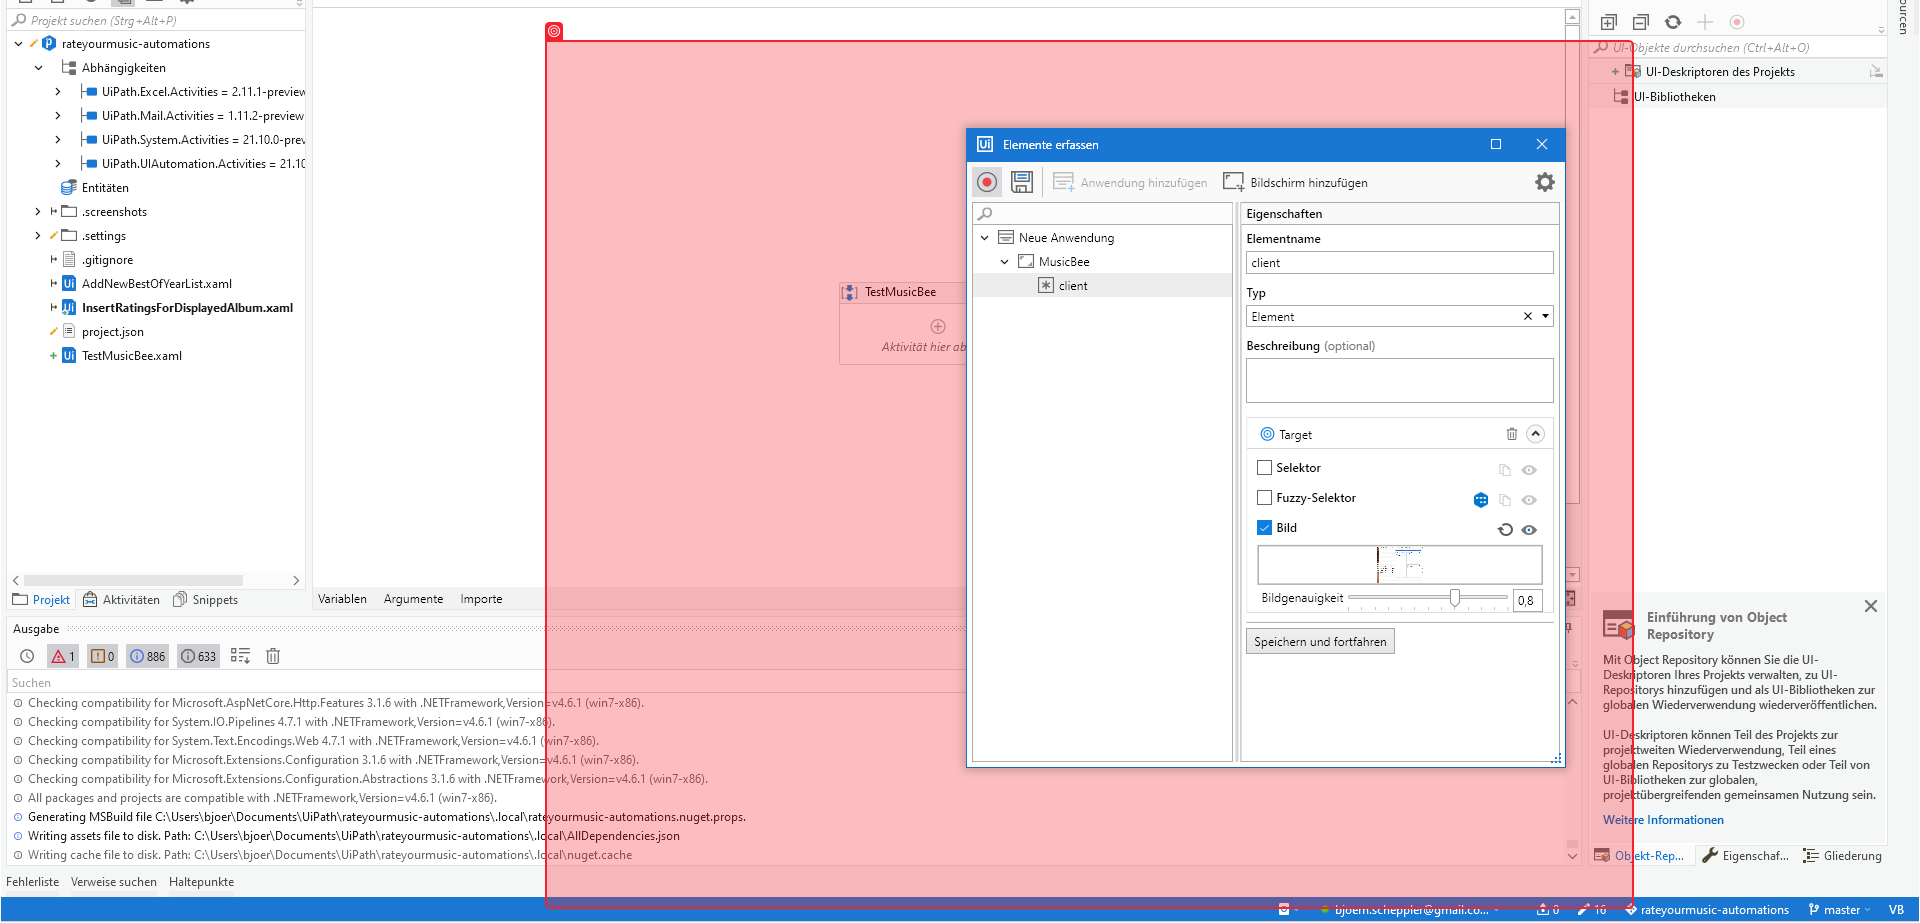 Projekt suchen (Strg+Alt+P)
rateyourmusic-automations
Abhängigkeiten
UiPath.Excel.Activities = 2.11.1-preview
UiPath.Mail.Activities = 1.11.2-preview
UiPath.System.Activities = 21.10.0-prev
UiPath.UIAutomation.Activities = 21.10
Entitäten
.screenshots
.settings
.gitignore
AddNewBestOfYearList.xaml
InsertRatingsForDisplayedAlbum.xaml
project.json
TestMusicBee.xaml
Projekt Aktivitäten Snippets
TestMusicBee
Aktivität hier ab
Variablen Argumente Importe
Elemente erfassen
Anwendung hinzufügen Bildschirm hinzufügen
Neue Anwendung
MusicBee
client
Eigenschaften
Elementname
client
Typ
Element
Beschreibung (optional)
Target
Selektor
Fuzzy-Selektor
Bild
Bildgenauigkeit 0,8
Speichern und fortfahren
UI-Objekte durchsuchen (Ctrl+Alt+O)
UI-Deskriptoren des Projekts
UI-Bibliotheken
ourcen
Einführung von Object
Repository
Mit Object Repository können Sie die UI-
Deskriptoren Ihres Projekts verwalten, zu UI-
Repositorys hinzufügen und als UI-Bibliotheken zur
globalen Wiederverwendung wiederveröffentlichen.
UI-Deskriptoren können Teil des Projekts zur
projektweiten Wiederverwendung, Teil eines
globalen Repositorys zu Testzwecken oder Teil von
UI-Bibliotheken zur globalen,
projektübergreifenden gemeinsamen Nutzung sein.
Weitere Informationen
Objekt-Rep... Eigenschaf... Gliederung
Ausgabe
1 0 886 633
Suchen
Checking compatibility for Microsoft.AspNetCore.Http.Features 3.1.6 with .NETFramework,Version=v4.6.1 (win7-x86).
Checking compatibility for System.IO.Pipelines 4.7.1 with .NETFramework,Version=v4.6.1 (win7-x86).
Checking compatibility for System.Text.Encodings.Web 4.7.1 with .NETFramework,Version=v4.6.1 (win7-x86).
Checking compatibility for Microsoft.Extensions.Configuration 3.1.6 with .NETFramework,Version=v4.6.1 (win7-x86).
Checking compatibility for Microsoft.Extensions.Configuration.Abstractions 3.1.6 with .NETFramework,Version=v4.6.1 (win7-x86).
All packages and projects are compatible with .NETFramework,Version=v4.6.1 (win7-x86).
Generating MSBuild file C:\Users\bjoer\Documents\UiPath\rateyourmusic-automations\.local\rateyourmusic-automations.nuget.props.
Writing assets file to disk. Path: C:\Users\bjoer\Documents\UiPath\rateyourmusic-automations\.local\AllDependencies.json
Writing cache file to disk. Path: C:\Users\bjoer\Documents\UiPath\rateyourmusic-automations\.local\nuget.cache
Fehlerliste Verweise suchen Haltepunkte
bjoern.scheppler@gmail.co... 0 16 rateyourmusic-automations master VB